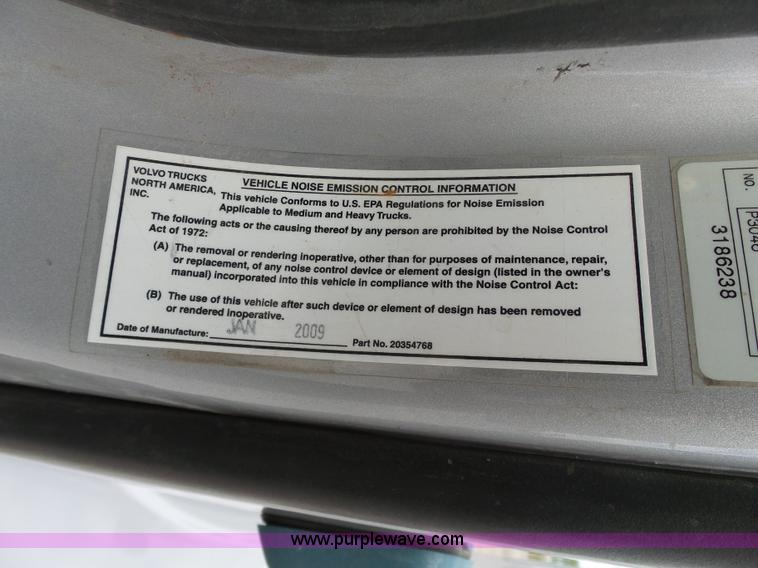 VOLVO TRUCKS
NORTH AMERICA,
INC.
VEHICLE NOISE EMISSION CONTROL INFORMATION
This vehicle Conforms to U.S. EPA Regulations for Noise Emission
Applicable to Medium and Heavy Trucks.
The following acts or the causing thereof by any person are prohibited by the Noise Control
Act of 1972:
(A) The removal or rendering inoperative, other than for purposes of maintenance, repair,
or replacement, of any noise control device or element of design (listed in the owner's
manual) incorporated into this vehicle in compliance with the Noise Control Act:
(B) The use of this vehicle after such device or element of design has been removed
or rendered inoperative.
Date of Manufacture: JAN 2009
Part No. 20354768
NO.
3186238
www.purplewave.com